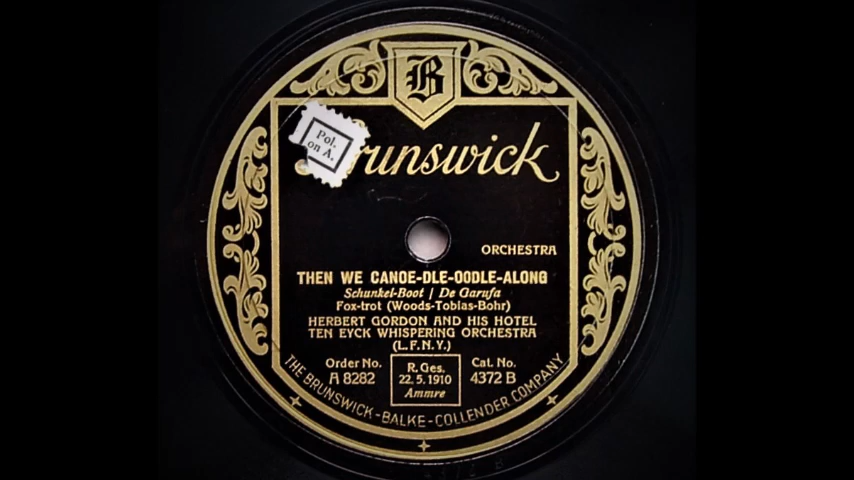 B
Pol.
on A.
Brunswick
ORCHESTRA
THEN WE CANOE-DLE-OODLE-ALONG
Schunkel-Boot / De Garufa
Fox-trot (Woods-Tobias-Bohr)
HERBERT GORDON AND HIS HOTEL
TEN EYCK WHISPERING ORCHESTRA
(L.F.N.Y.)
Order No.
A 8282
R. Ges.
22.5.1910
Ammre
Cat. No.
4372 B
THE BRUNSWICK-BALKE-COLLENDER COMPANY